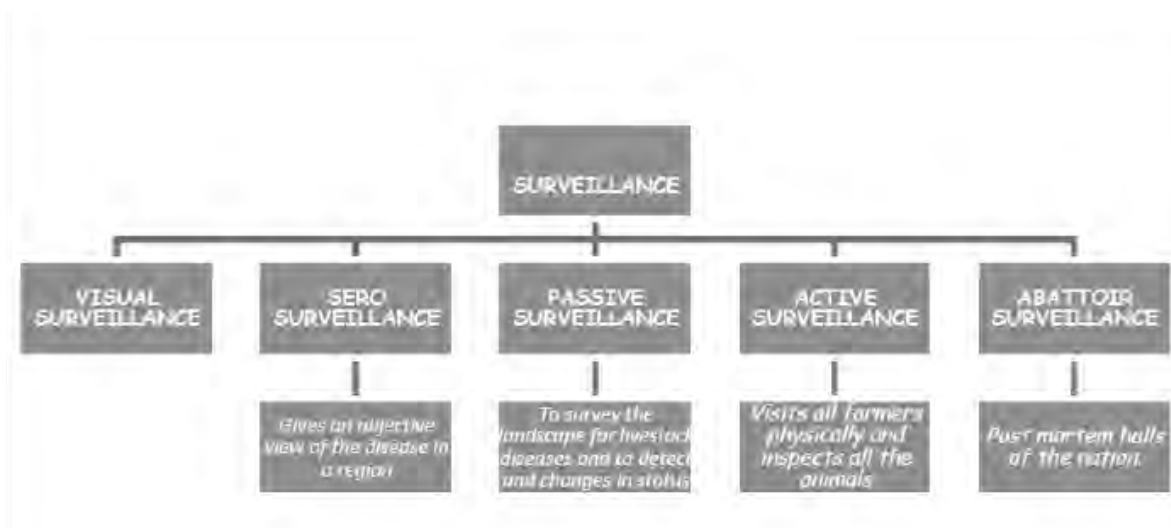 SURVEILLANCE
VISUAL
SURVEILLANCE
SERO
SURVEILLANCE
PASSIVE
SURVEILLANCE
ACTIVE
SURVEILLANCE
ABATTOIR
SURVEILLANCE
Gives an objective
view of the disease in
a region
To survey the
landscape for livestock
diseases and to detect
and changes in status
Visits all farmers
physically and
inspects all the
animals
Post mortem halls
of the nation